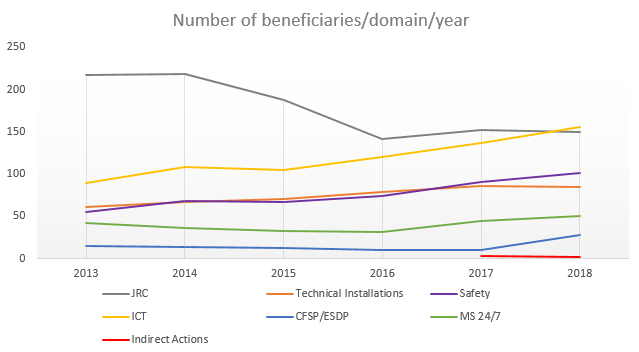 Number of beneficiaries/domain/year
250
200
150
100
50
0
2013 2014 2015 2016 2017 2018
JRC Technical Installations Safety
ICT CFSP/ESDP MS 24/7
Indirect Actions